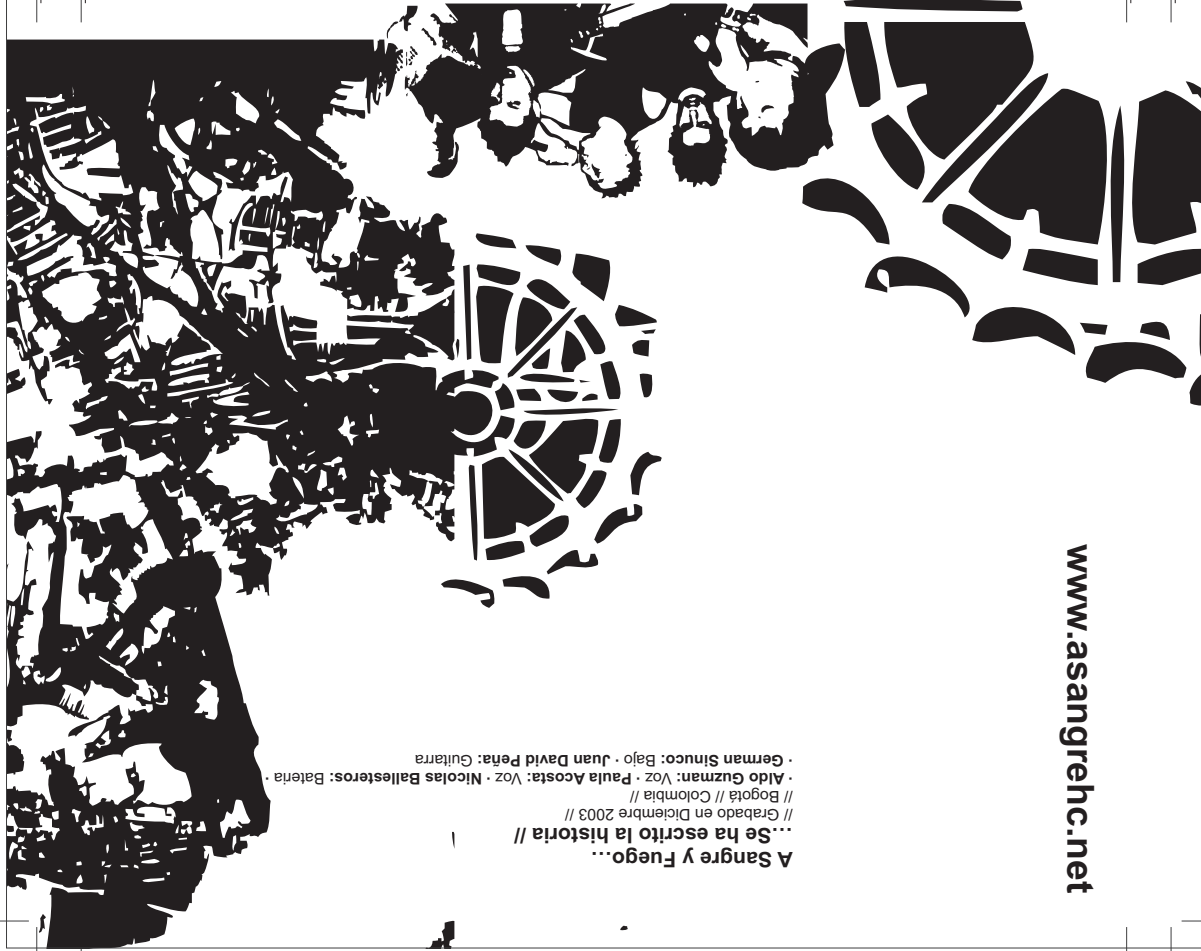 A Sangre y Fuego...
...Se ha escrito la historia //
// Grabado en Diciembre 2003 //
// Bogotá // Colombia //
· Aldo Guzman: Voz · Paula Acosta: Voz · Nicolas Ballesteros: Bateria ·
· German Sinuco: Bajo · Juan David Peña: Guitarra
www.asangrehc.net